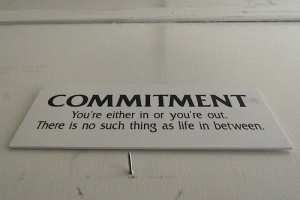 COMMITMENT
You're either in or you're out.
There is no such thing as life in between.